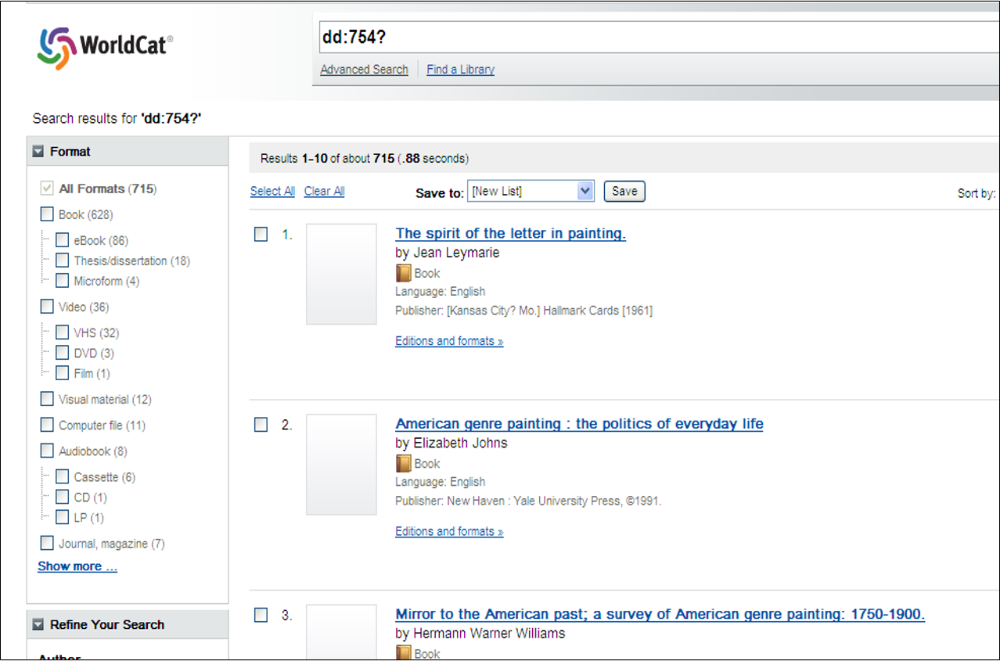 WorldCat®
dd:754?
Advanced Search Find a Library
Search results for 'dd:754?'
Format
All Formats (715)
Book (628)
eBook (86)
Thesis/dissertation (18)
Microform (4)
Video (36)
VHS (32)
DVD (3)
Film (1)
Visual material (12)
Computer file (11)
Audiobook (8)
Cassette (6)
CD (1)
LP (1)
Journal, magazine (7)
Show more ...
Refine Your Search
Author
Results 1-10 of about 715 (.88 seconds)
Select All Clear All Save to: [New List] Save Sort by:
1. The spirit of the letter in painting.
by Jean Leymarie
Book
Language: English
Publisher: [Kansas City? Mo.] Hallmark Cards [1961]
Editions and formats »
2. American genre painting : the politics of everyday life
by Elizabeth Johns
Book
Language: English
Publisher: New Haven : Yale University Press, ©1991.
Editions and formats »
3. Mirror to the American past; a survey of American genre painting: 1750-1900.
by Hermann Warner Williams
Book